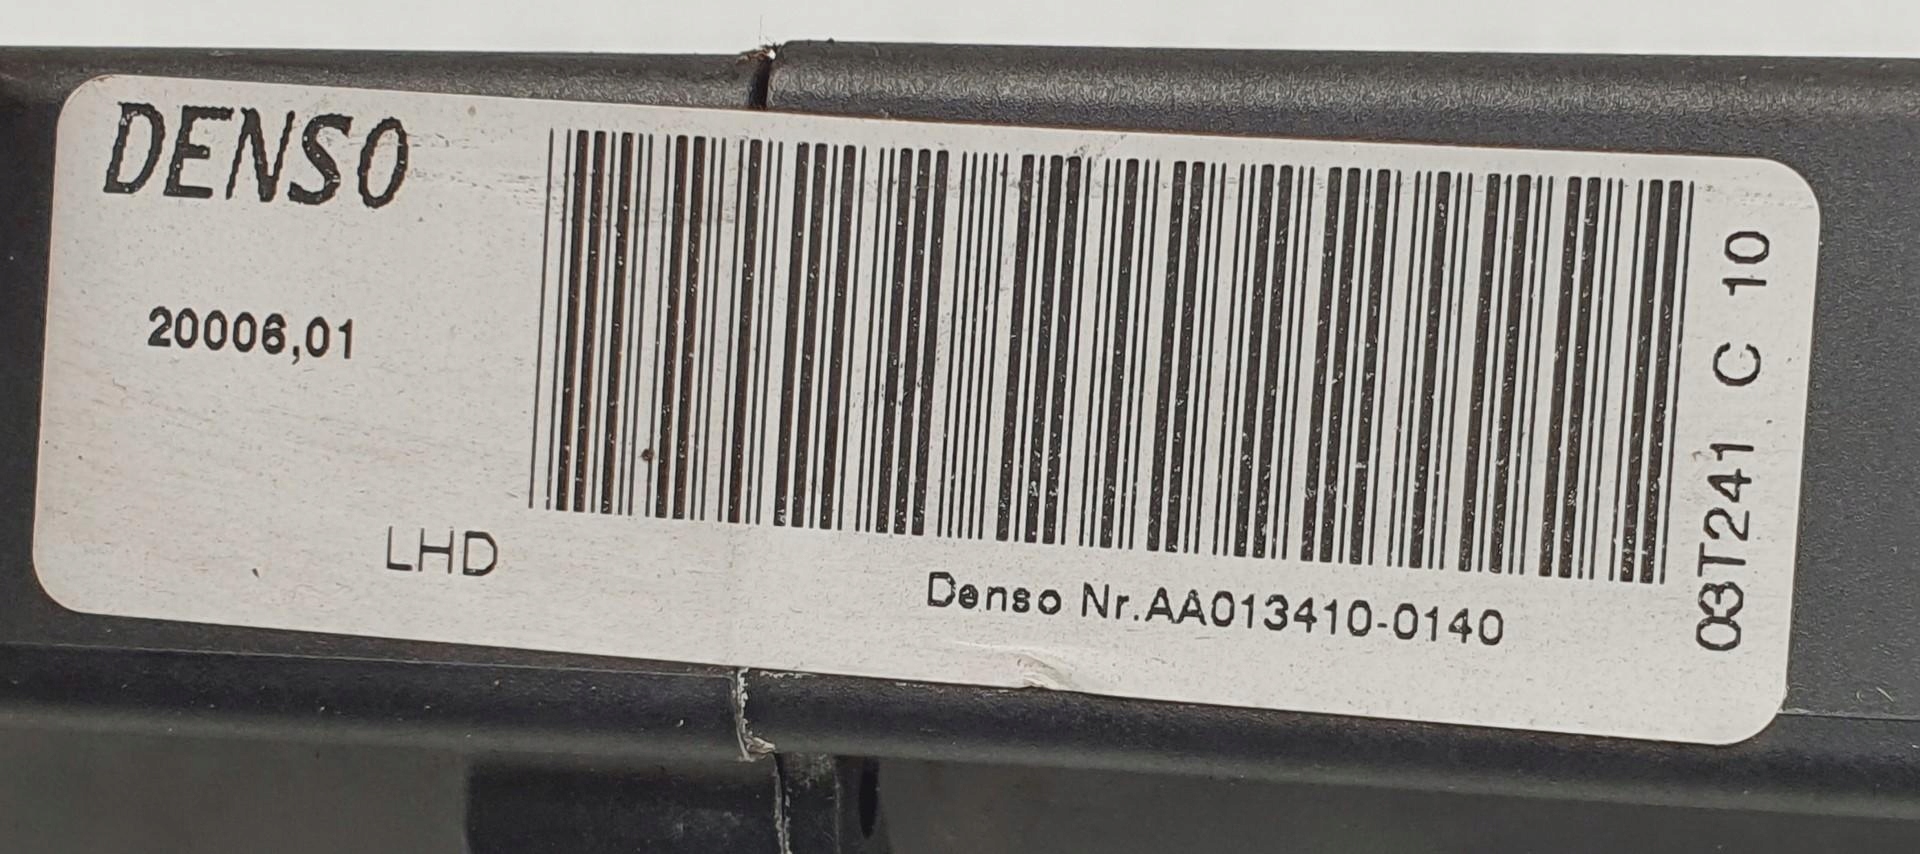 DENSO
20006,01
LHD
Denso Nr.AA013410-0140
03T241 C 10